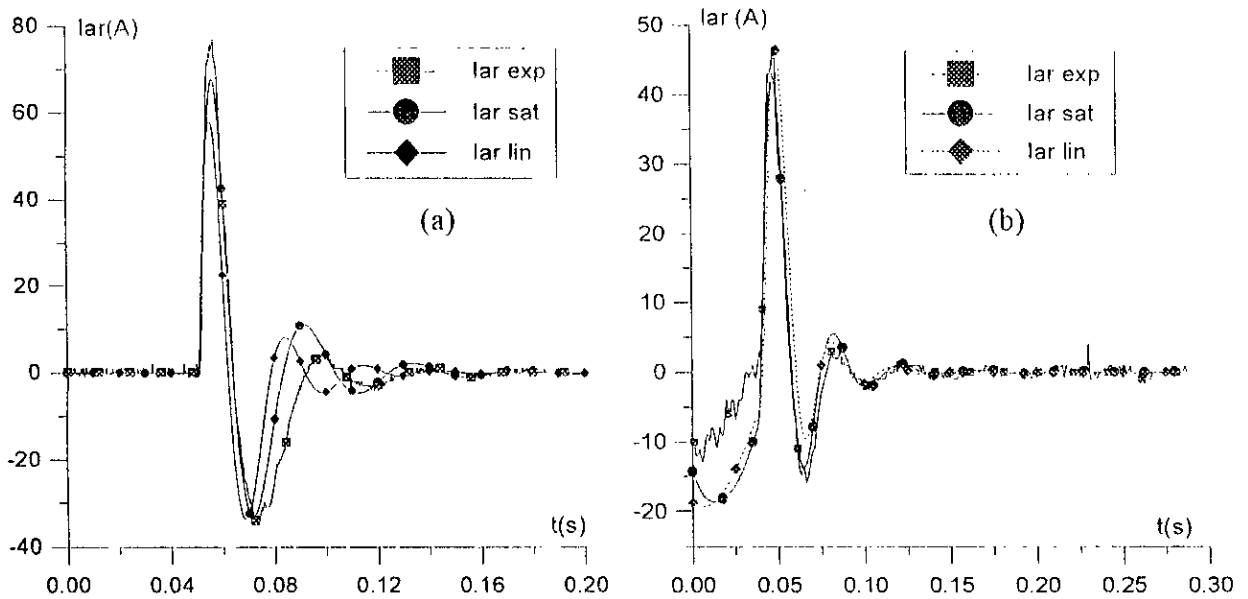 Iar(A)
80
60
40
20
0
-20
-40
0.00 0.04 0.08 0.12 0.16 0.20
t(s)
Iar exp
Iar sat
Iar lin
(a)
Iar (A)
50
40
30
20
10
0
-10
-20
0.00 0.05 0.10 0.15 0.20 0.25 0.30
t(s)
Iar exp
Iar sat
Iar lin
(b)